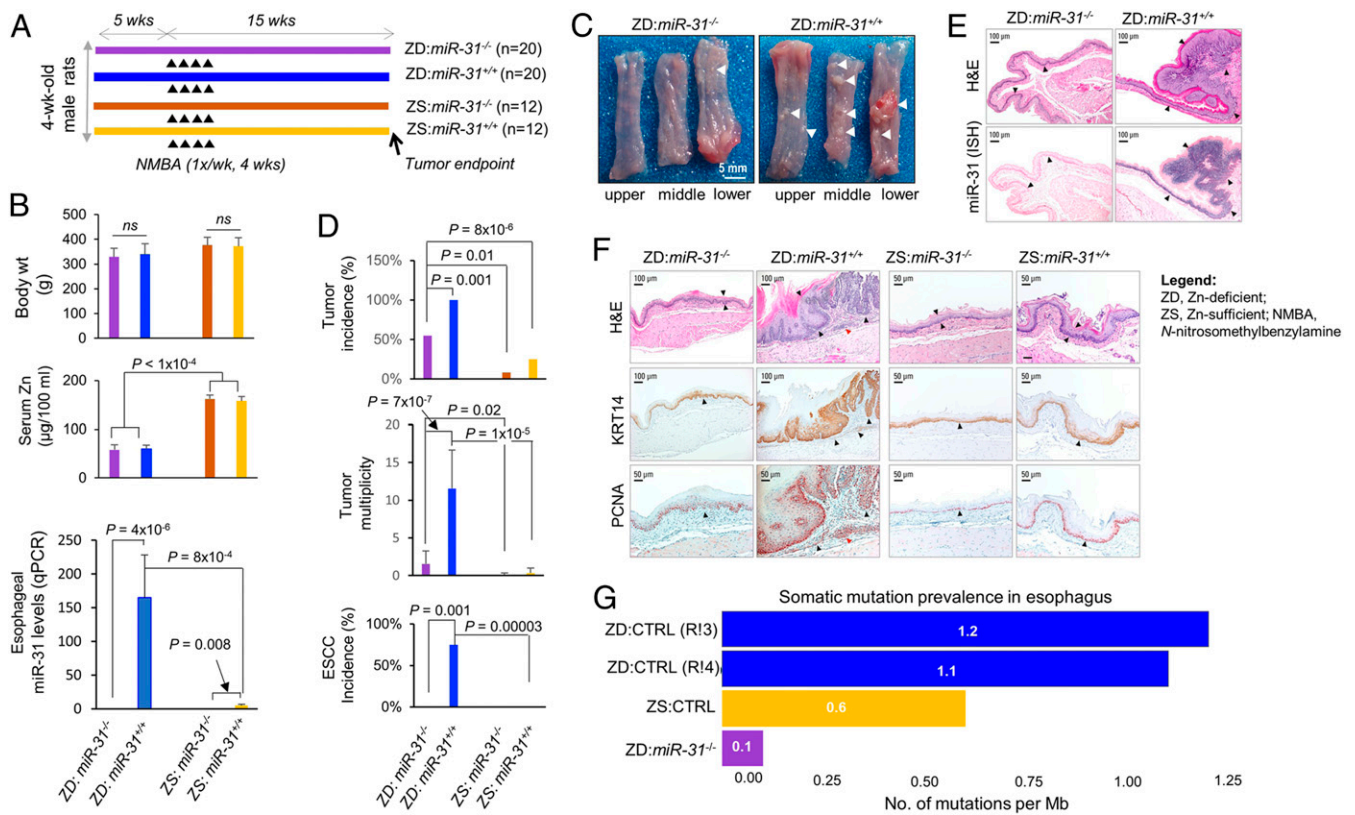 A
5 wks
15 wks
4-wk-old
male rats
ZD:miR-31-/- (n=20)
ZD:miR-31+/+ (n=20)
ZS:miR-31-/- (n=12)
ZS:miR-31+/+ (n=12)
NMBA (1x/wk, 4 wks)
Tumor endpoint
B
Body wt
(g)
500
400
300
200
100
0
ns
ns
Serum Zn
(µg/100 ml)
200
100
0
P < 1x10-4
Esophageal
miR-31 levels (qPCR)
250
200
150
100
50
0
P = 4x10-6
P = 8x10-4
P = 0.008
ZD: miR-31-/-
ZD: miR-31+/+
ZS: miR-31-/-
ZS: miR-31+/+
C
ZD:miR-31-/-
ZD:miR-31+/+
5 mm
upper middle lower
upper middle lower
D
P = 8x10-6
P = 0.01
P = 0.001
Tumor
incidence (%)
150%
100%
50%
0%
P =
7x10-7
P = 0.02
P = 1x10-5
Tumor
multiplicity
20
15
10
5
0
P = 0.001
P = 0.00003
ESCC
Incidence (%)
100%
50%
0%
ZD: miR-31-/-
ZD: miR-31+/+
ZS: miR-31-/-
ZS: miR-31+/+
E
ZD:miR-31-/-
ZD:miR-31+/+
H&E
100 µm
100 µm
miR-31 (ISH)
100 µm
100 µm
F
ZD:miR-31-/-
ZD:miR-31+/+
ZS:miR-31-/-
ZS:miR-31+/+
H&E
100 µm
100 µm
100 µm
100 µm
KRT14
100 µm
100 µm
100 µm
100 µm
PCNA
50 µm
50 µm
50 µm
50 µm
Legend:
ZD, Zn-deficient;
ZS, Zn-sufficient; NMBA,
N-nitrosomethylbenzylamine
G
Somatic mutation prevalence in esophagus
ZD:CTRL (R!3)
1.2
ZD:CTRL (R!4)
1.1
ZS:CTRL
0.6
ZD:miR-31-/-
0.1
0.00 0.25 0.50 0.75 1.00 1.25
No. of mutations per Mb